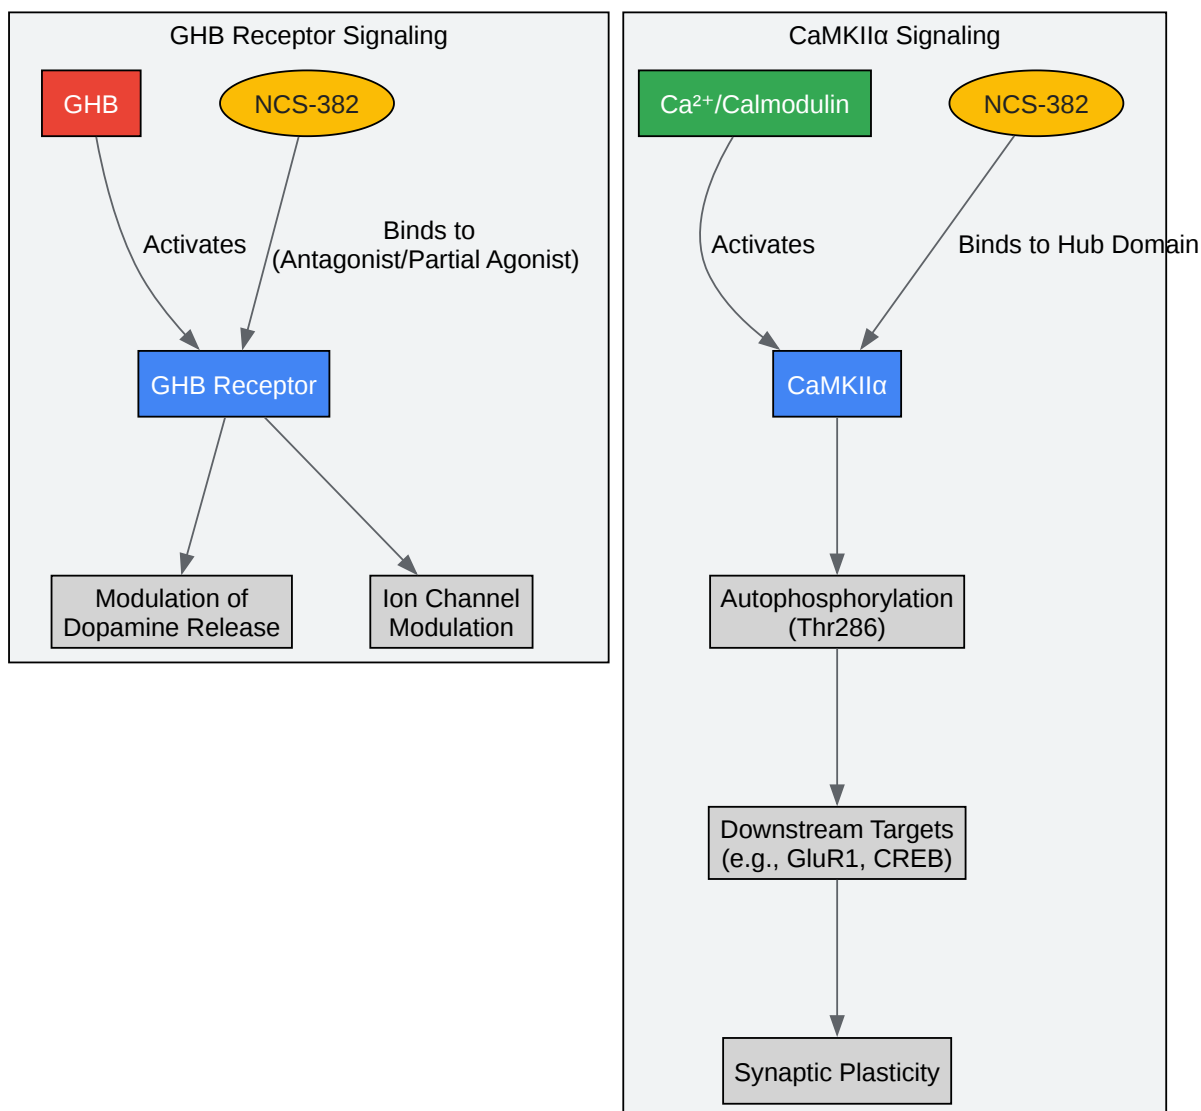 GHB Receptor Signaling
GHB
NCS-382
Activates
Binds to
(Antagonist/Partial Agonist)
GHB Receptor
Modulation of
Dopamine Release
Ion Channel
Modulation
CaMKIIα Signaling
Ca²⁺/Calmodulin
NCS-382
Activates
Binds to Hub Domain
CaMKIIα
Autophosphorylation
(Thr286)
Downstream Targets
(e.g., GluR1, CREB)
Synaptic Plasticity